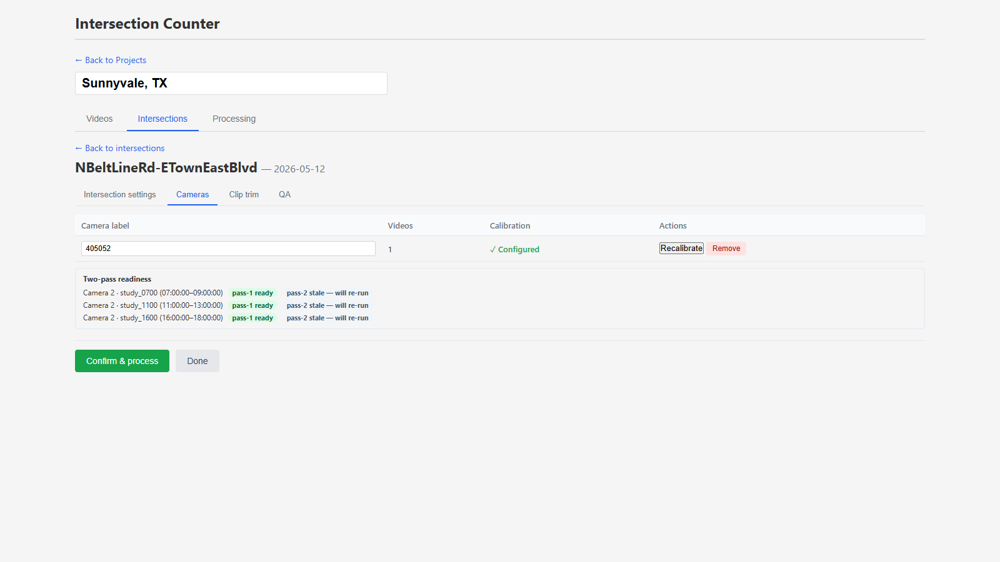 Intersection Counter
← Back to Projects
Sunnyvale, TX
Videos Intersections Processing
← Back to intersections
NBeltLineRd-ETownEastBlvd — 2026-05-12
Intersection settings Cameras Clip trim QA
Camera label Videos Calibration Actions
405052 1 ✓ Configured Recalibrate Remove
Two-pass readiness
Camera 2 · study_0700 (07:00:00–09:00:00) pass-1 ready pass-2 stale — will re-run
Camera 2 · study_1100 (11:00:00–13:00:00) pass-1 ready pass-2 stale — will re-run
Camera 2 · study_1600 (16:00:00–18:00:00) pass-1 ready pass-2 stale — will re-run
Confirm & process Done